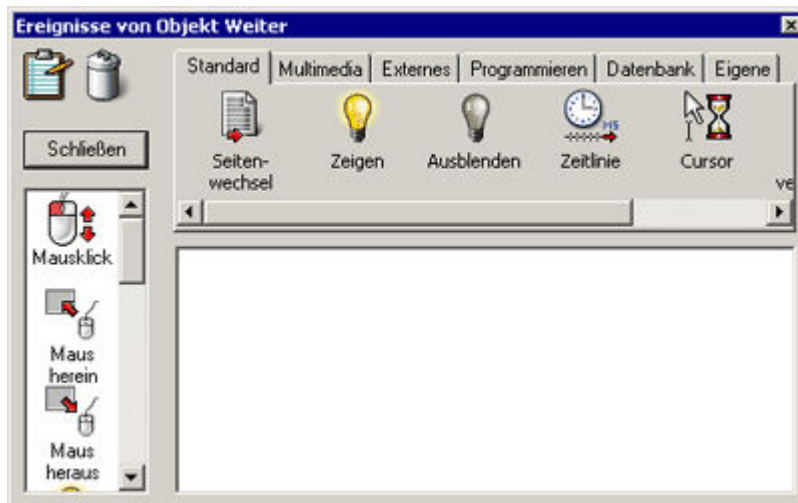 Ereignisse von Objekt Weiter
Standard Multimedia Externes Programmieren Datenbank Eigene
Schließen
Seiten-
wechsel
Zeigen
Ausblenden
Zeitlinie
Cursor
ve
Mausklick
Maus
herein
Maus
heraus